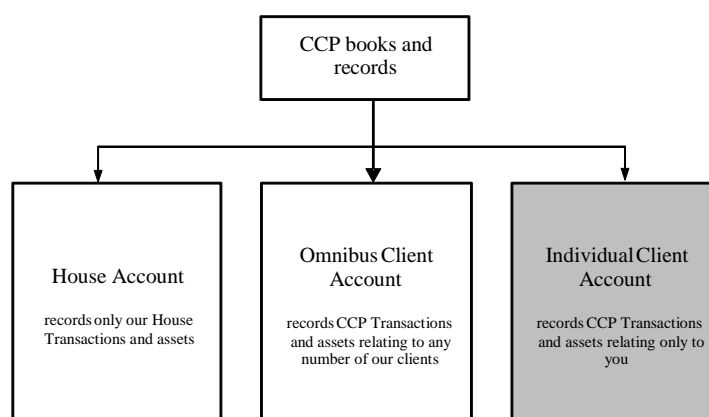 CCP books and
records
House Account
records only our House
Transactions and assets
Omnibus Client
Account
records CCP Transactions
and assets relating to any
number of our clients
Individual Client
Account
records CCP Transactions
and assets relating only to
you